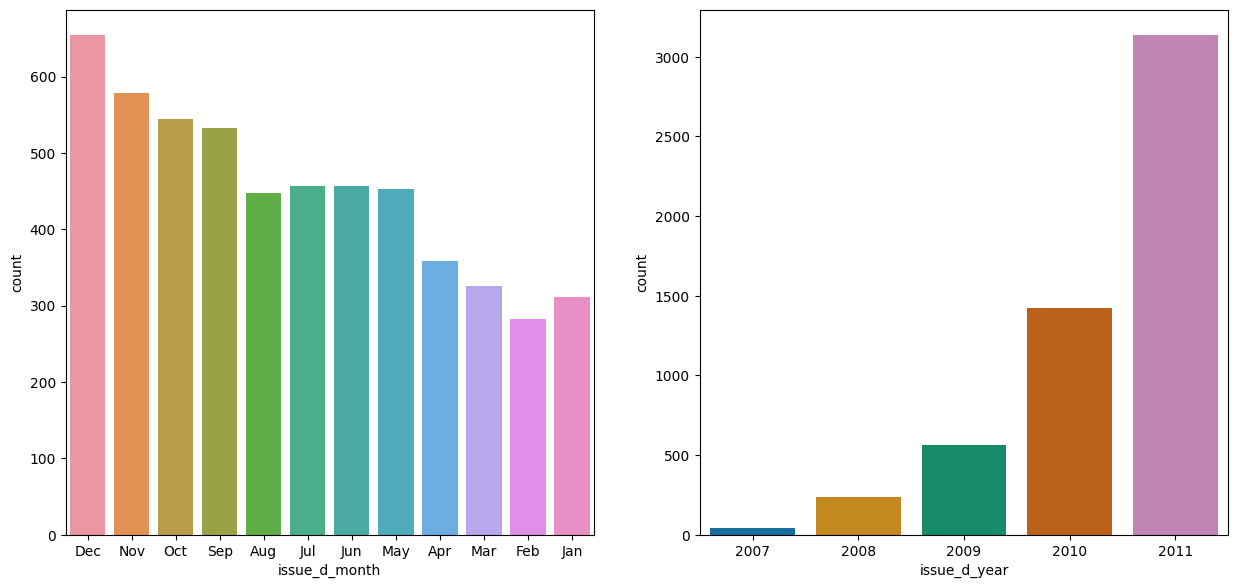 count
600
500
400
300
200
100
0
Dec Nov Oct Sep Aug Jul Jun May Apr Mar Feb Jan
issue_d_month
count
3000
2500
2000
1500
1000
500
0
2007 2008 2009 2010 2011
issue_d_year